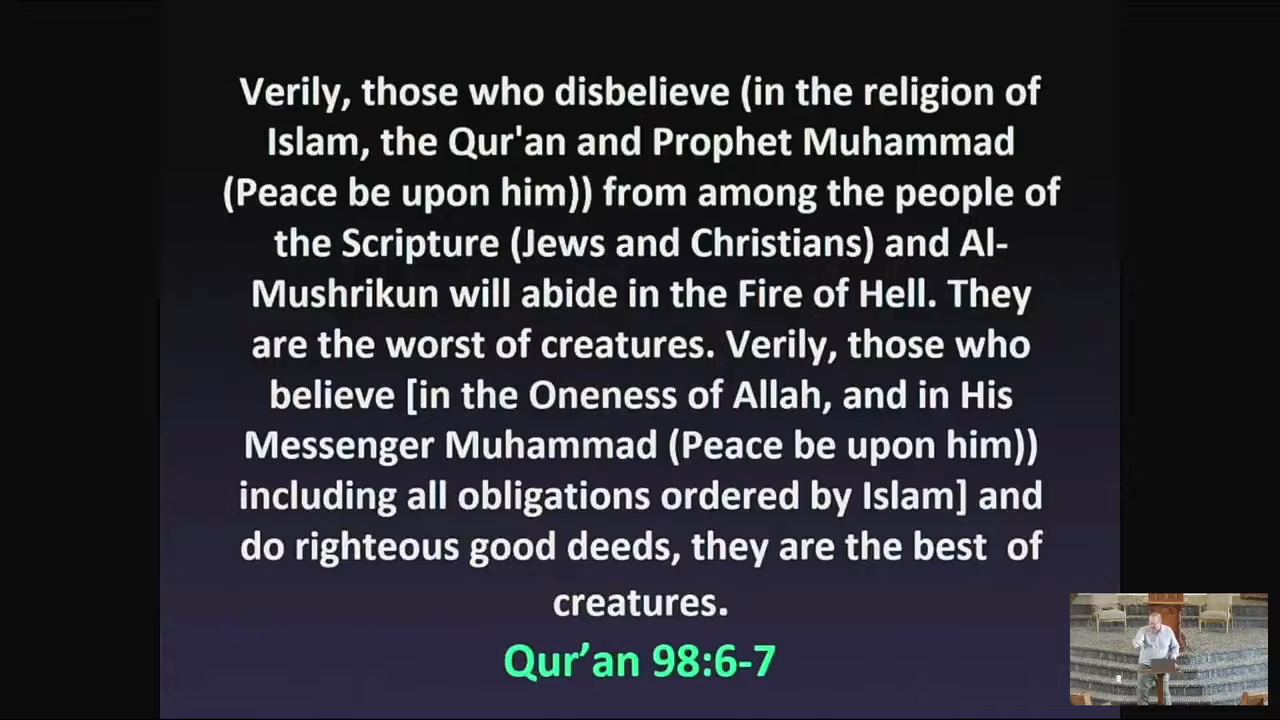 Verily, those who disbelieve (in the religion of
Islam, the Qur'an and Prophet Muhammad
(Peace be upon him)) from among the people of
the Scripture (Jews and Christians) and Al-
Mushrikun will abide in the Fire of Hell. They
are the worst of creatures. Verily, those who
believe [in the Oneness of Allah, and in His
Messenger Muhammad (Peace be upon him))
including all obligations ordered by Islam] and
do righteous good deeds, they are the best  of
creatures.
Qur’an 98:6-7